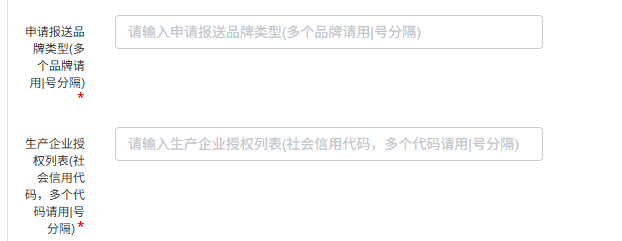 申请报送品
牌类型(多
个品牌请
用|号分隔)
*
请输入申请报送品牌类型(多个品牌请用|号分隔)
生产企业授
权列表(社
会信用代
码，多个代
码请用|号
分隔) *
请输入生产企业授权列表(社会信用代码，多个代码请用|号分隔)